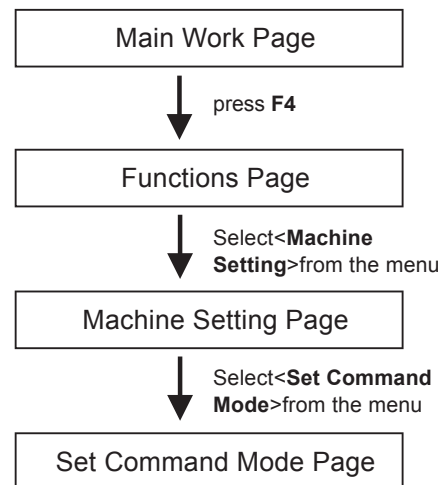 Main Work Page
press F4
Functions Page
Select<Machine
Setting>from the menu
Machine Setting Page
Select<Set Command
Mode>from the menu
Set Command Mode Page